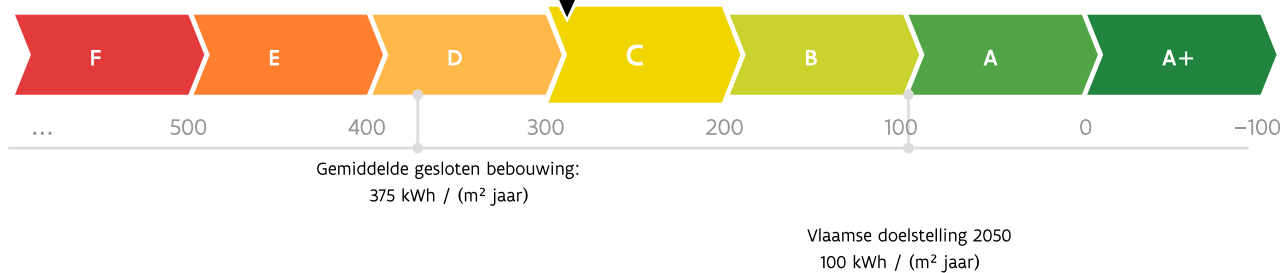 F E D C B A A+
... 500 400 300 200 100 0 −100
Gemiddelde gesloten bebouwing:
375 kWh / (m² jaar)
Vlaamse doelstelling 2050
100 kWh / (m² jaar)